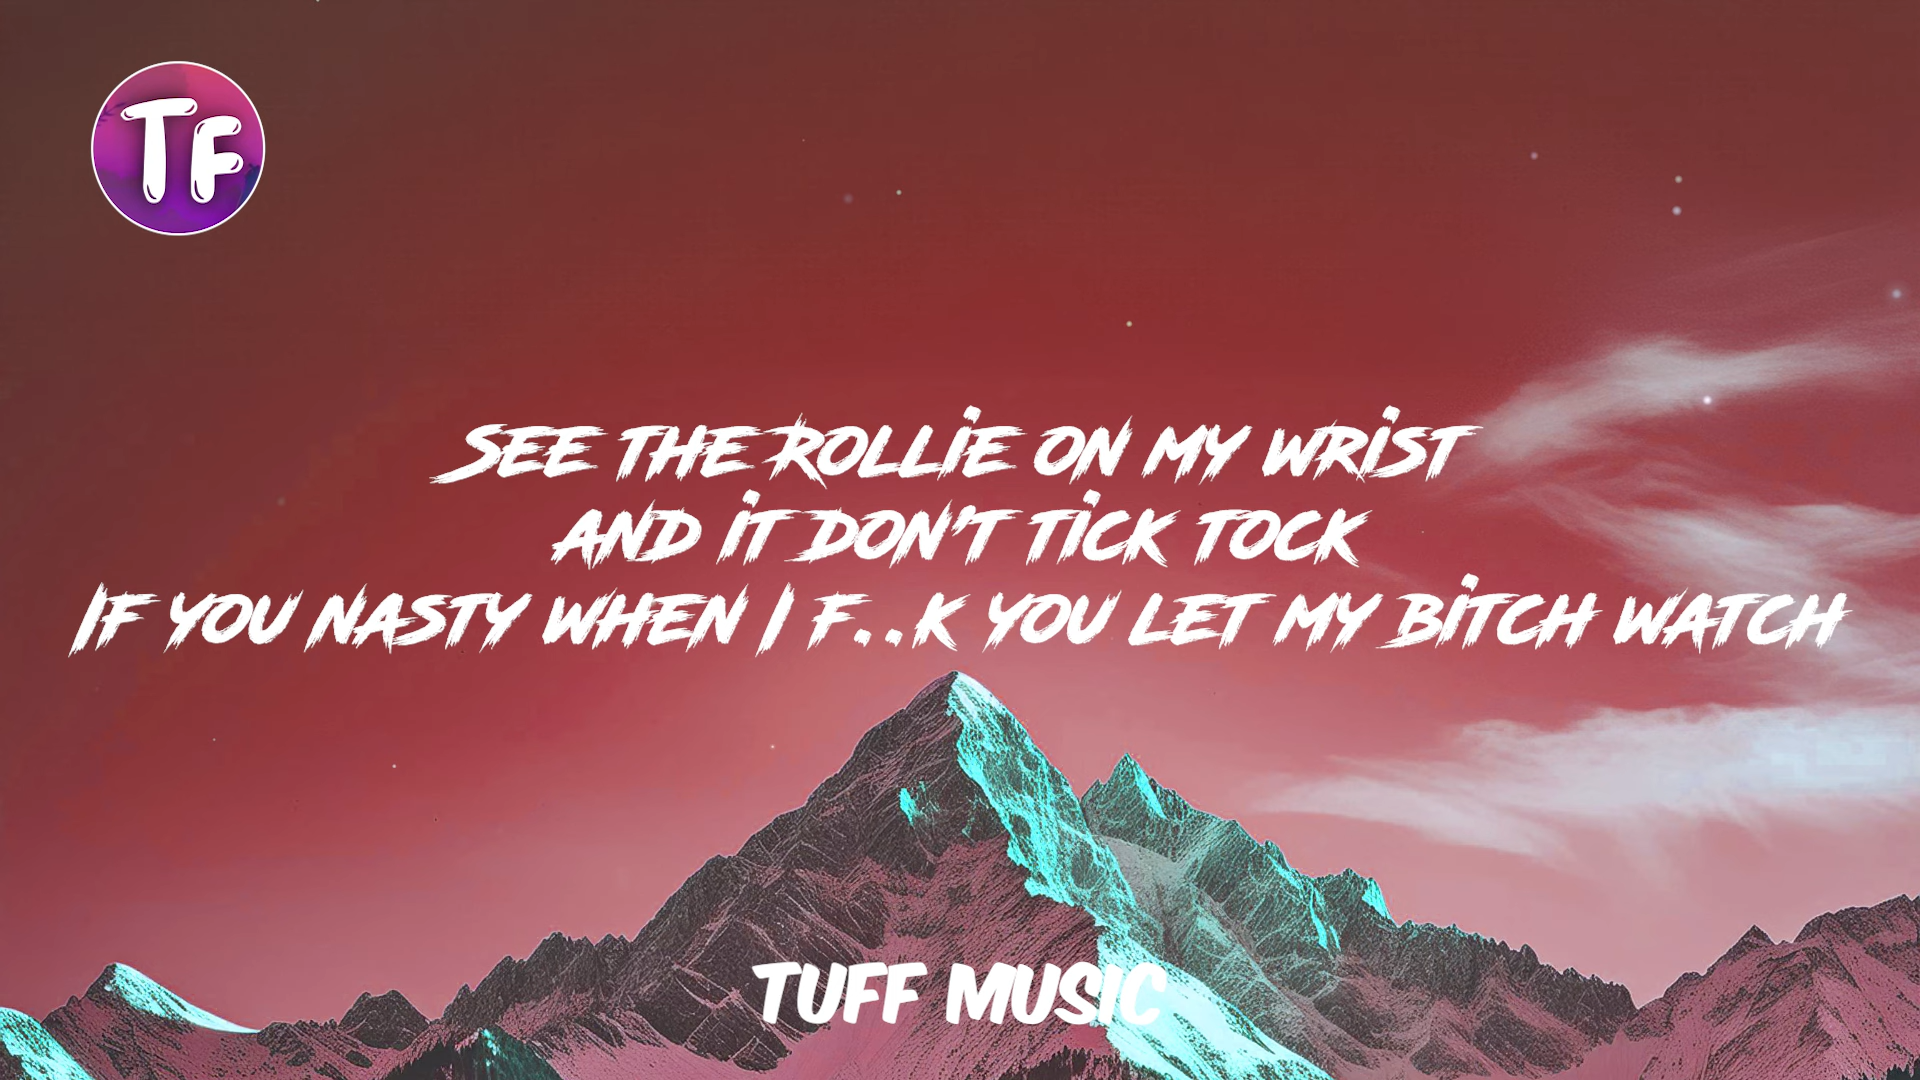 TF
See the Rollie on my wrist
and it don't tick tock
If you nasty when I f..k you let my bitch watch
TUFF MUSIC